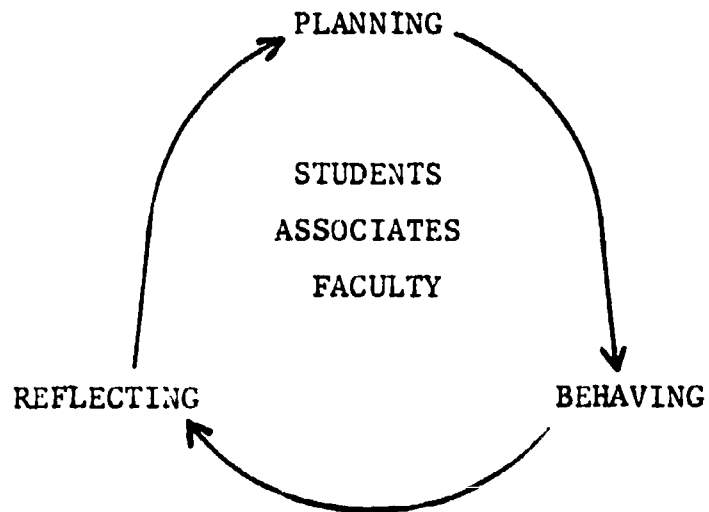 PLANNING
STUDENTS
ASSOCIATES
FACULTY
REFLECTING
BEHAVING